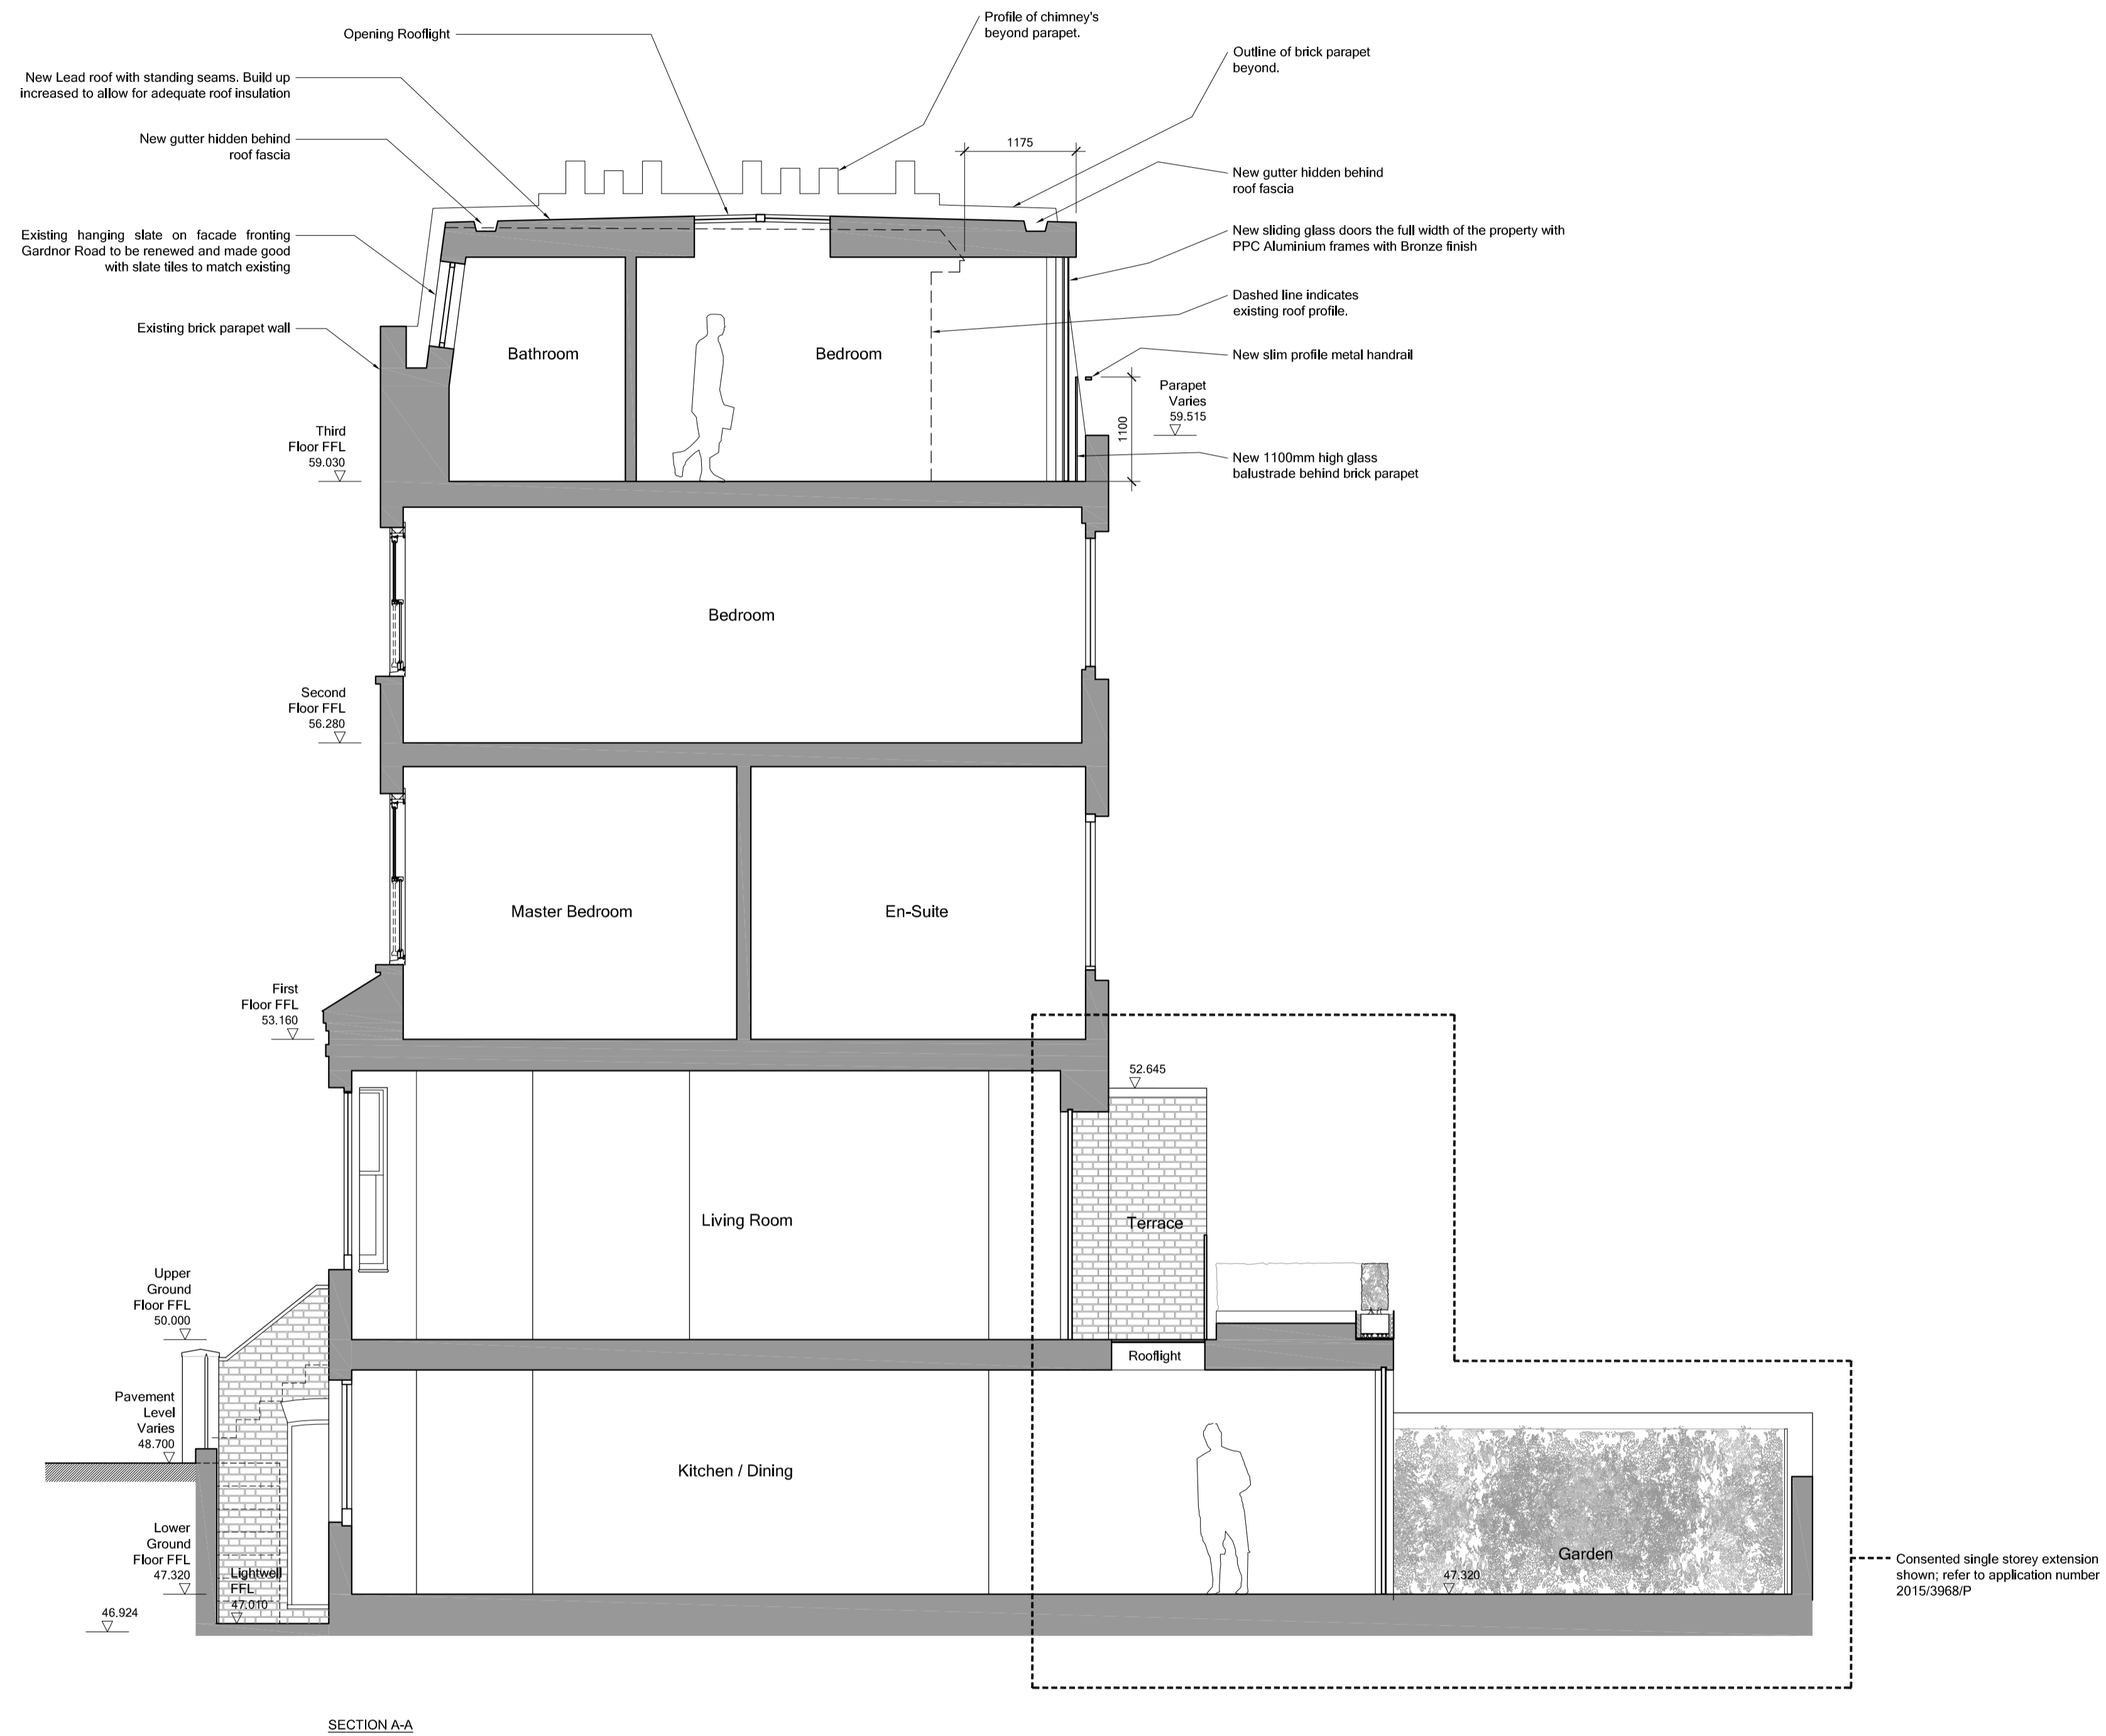 Profile of chimney's
beyond parapet.
Opening Rooflight
Outline of brick parapet
beyond.
New Lead roof with standing seams. Build up
increased to allow for adequate roof insulation
New gutter hidden behind
roof fascia
1175
New gutter hidden behind
roof fascia
Existing hanging slate on facade fronting
Gardnor Road to be renewed and made good
with slate tiles to match existing
New sliding glass doors the full width of the property with
PPC Aluminium frames with Bronze finish
Dashed line indicates
existing roof profile.
Existing brick parapet wall
Bathroom
Bedroom
New slim profile metal handrail
Parapet
Varies
59.515
1100
Third
Floor FFL
59.030
New 1100mm high glass
balustrade behind brick parapet
Bedroom
Second
Floor FFL
56.280
Master Bedroom
En-Suite
First
Floor FFL
53.160
52.645
Living Room
Terrace
Upper
Ground
Floor FFL
50.000
Rooflight
Pavement
Level
Varies
48.700
Kitchen / Dining
Lower
Ground
Floor FFL
47.320
Lightwell
FFL
47.010
46.924
Garden
47.320
Consented single storey extension
shown; refer to application number
2015/3968/P
SECTION A-A